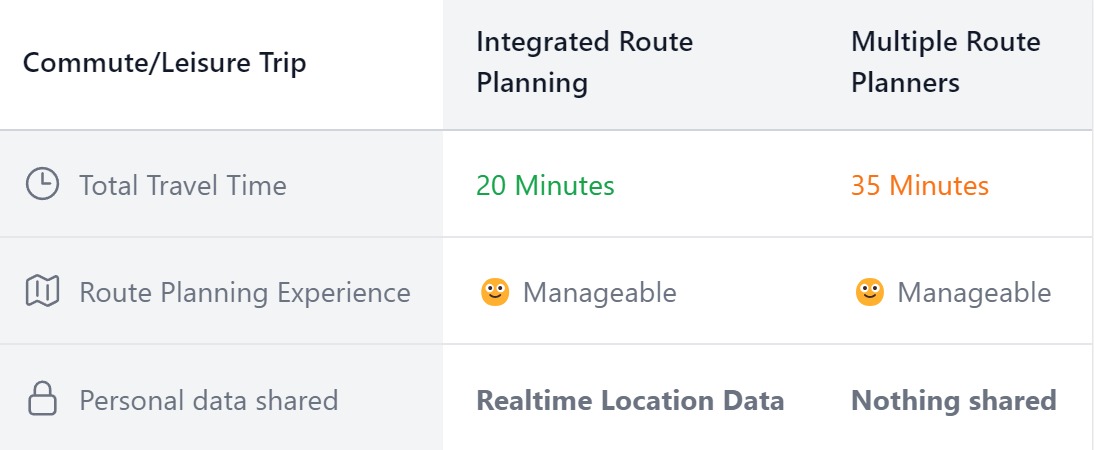 Commute/Leisure Trip
Integrated Route
Planning
Multiple Route
Planners
Total Travel Time
20 Minutes
35 Minutes
Route Planning Experience
Manageable
Manageable
Personal data shared
Realtime Location Data
Nothing shared